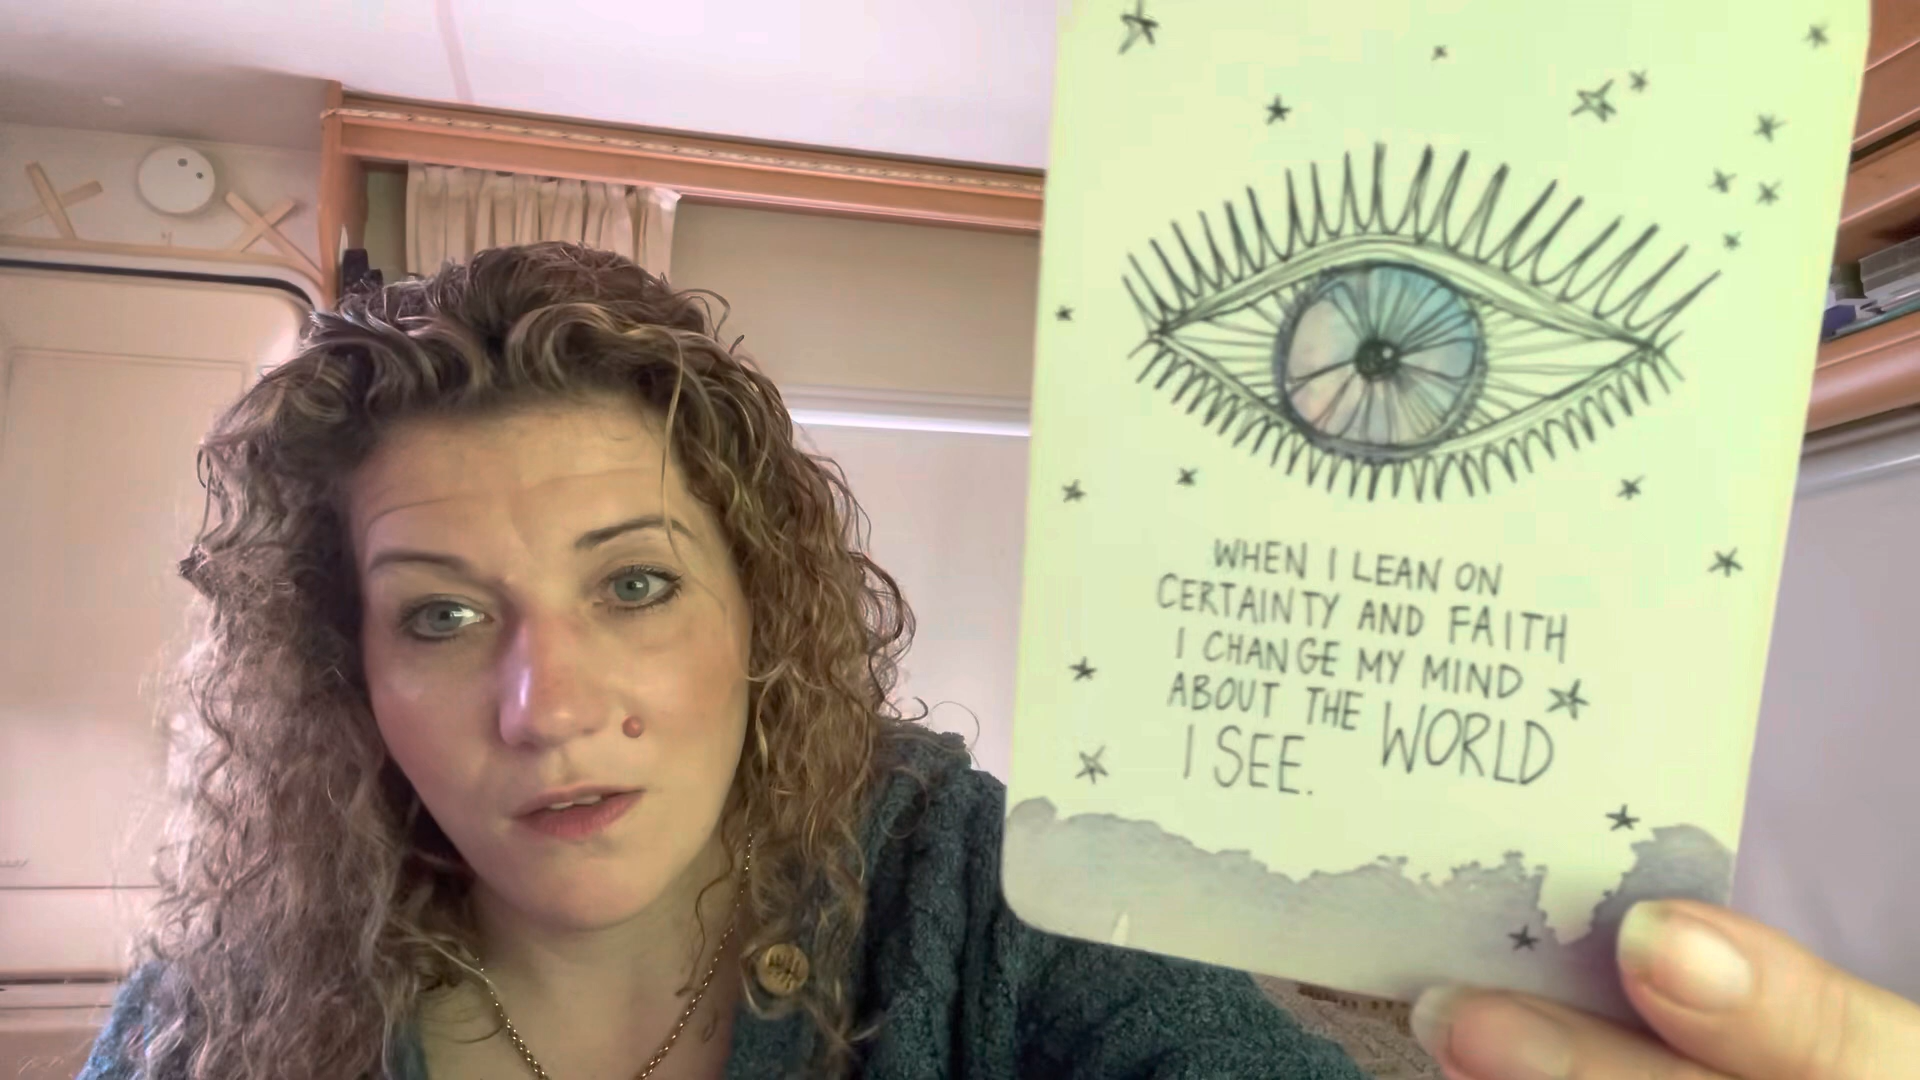 WHEN I LEAN ON
CERTAINTY AND FAITH
I CHANGE MY MIND
ABOUT THE WORLD
I SEE.